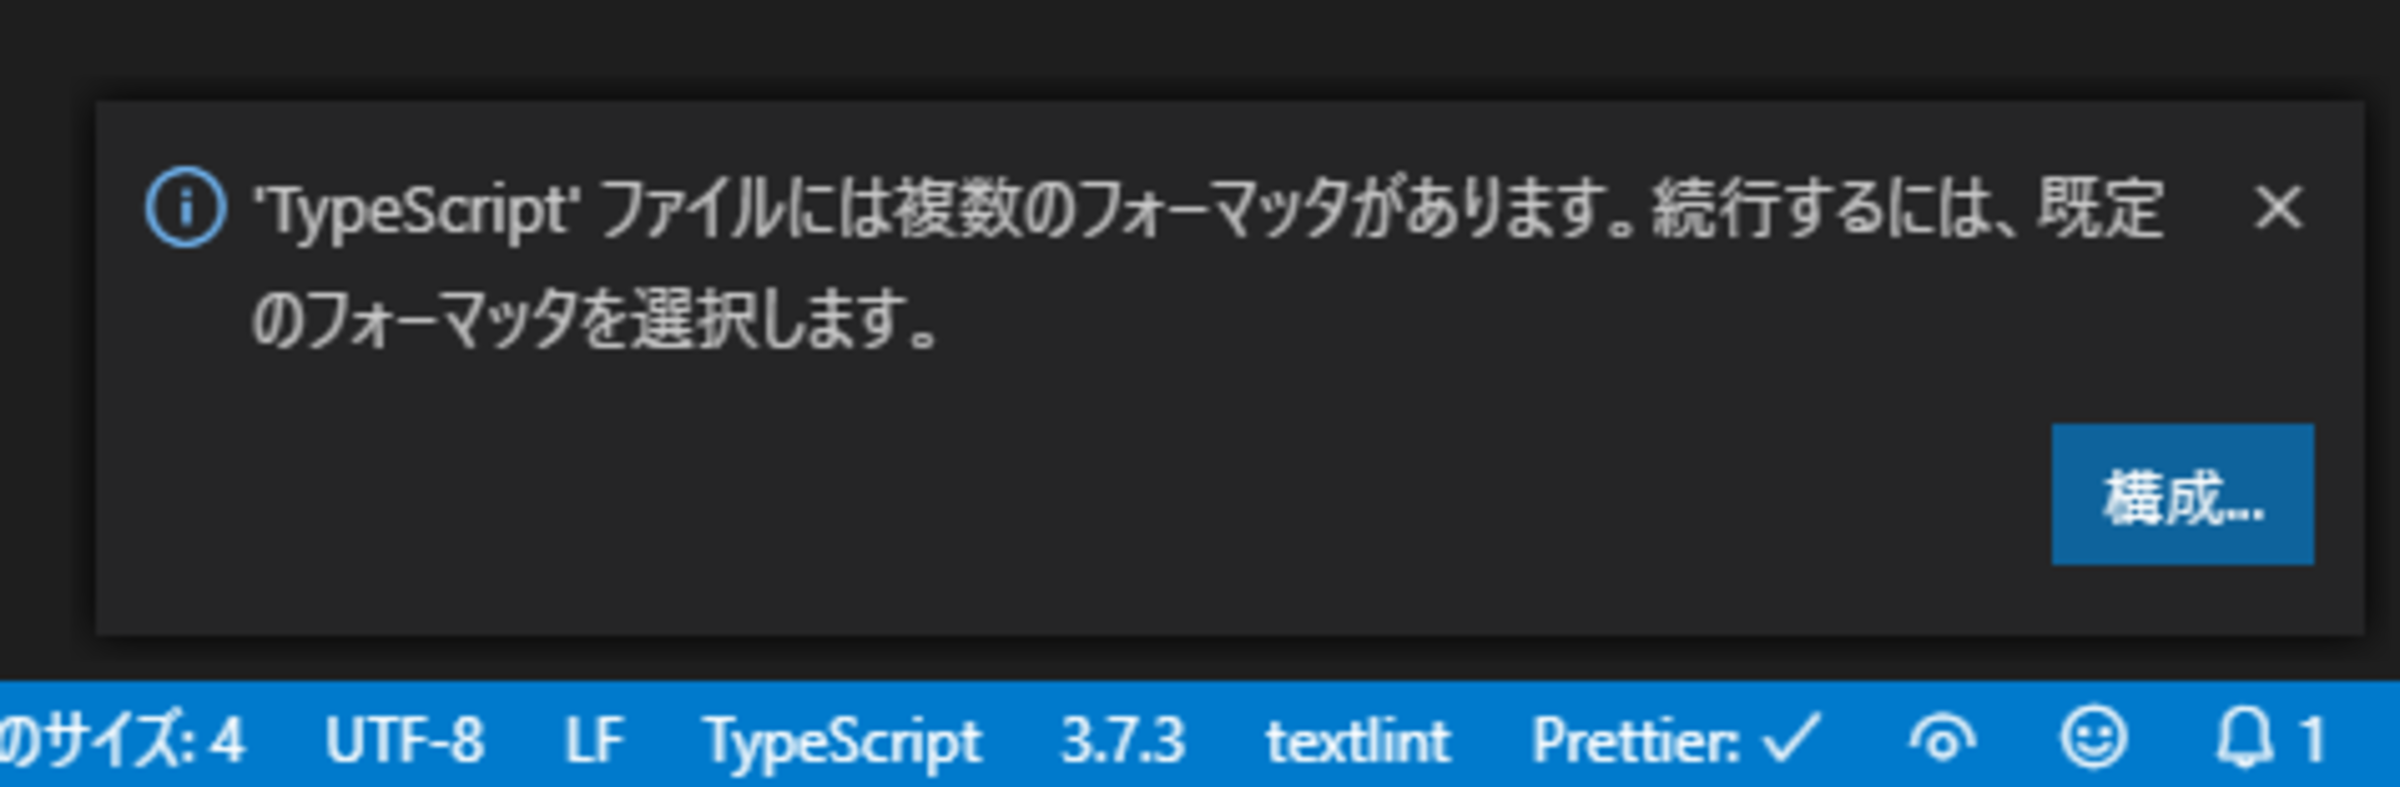 'TypeScript' ファイルには複数のフォーマッタがあります。続行するには、既定
のフォーマッタを選択します。
構成...
のサイズ: 4 UTF-8 LF TypeScript 3.7.3 textlint Prettier: ✓ 1